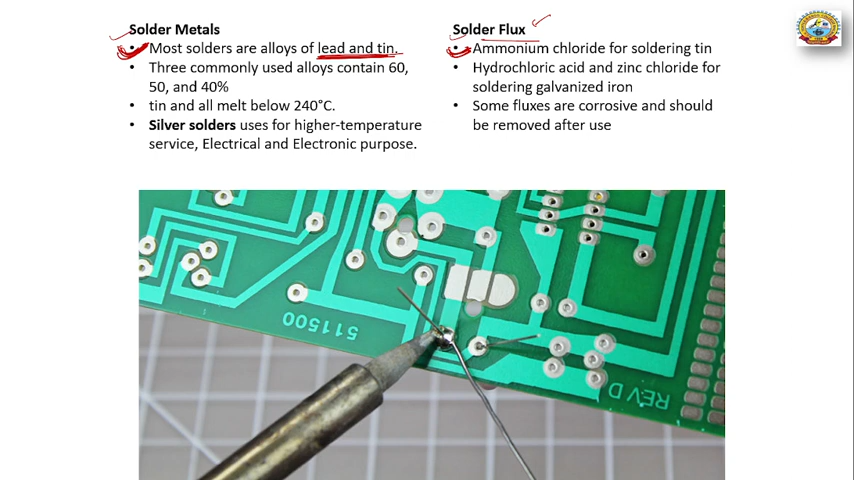 Solder Metals
• Most solders are alloys of lead and tin.
• Three commonly used alloys contain 60,
50, and 40%
• tin and all melt below 240°C.
• Silver solders uses for higher-temperature
service, Electrical and Electronic purpose.
Solder Flux
• Ammonium chloride for soldering tin
• Hydrochloric acid and zinc chloride for
soldering galvanized iron
• Some fluxes are corrosive and should
be removed after use
511500
REV D